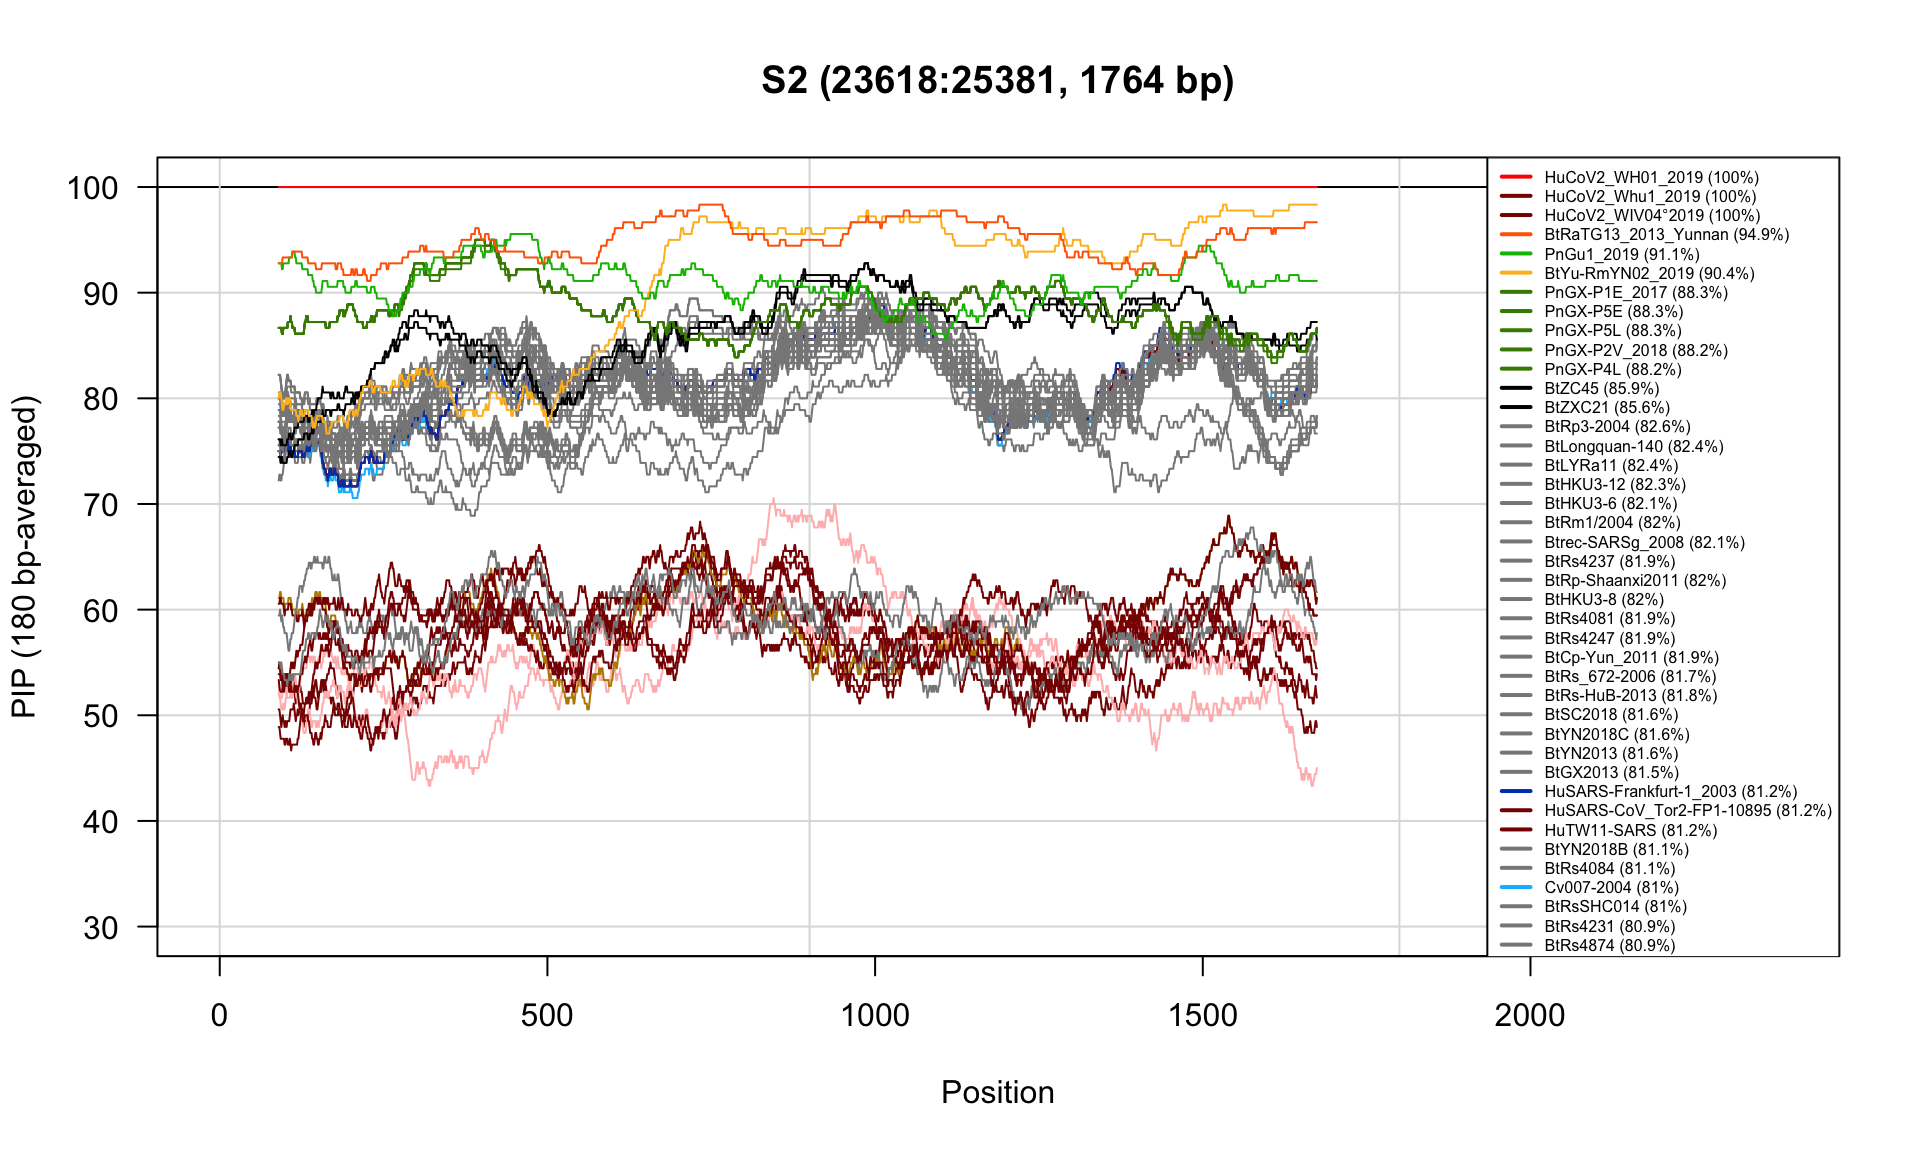 S2 (23618:25381, 1764 bp)
PIP (180 bp-averaged)
100
90
80
70
60
50
40
30
HuCoV2_WH01_2019 (100%)
HuCoV2_Whu1_2019 (100%)
HuCoV2_WIV04°2019 (100%)
BtRaTG13_2013_Yunnan (94.9%)
PnGu1_2019 (91.1%)
BtYu-RmYN02_2019 (90.4%)
PnGX-P1E_2017 (88.3%)
PnGX-P5E (88.3%)
PnGX-P5L (88.3%)
PnGX-P2V_2018 (88.2%)
PnGX-P4L (88.2%)
BtZC45 (85.9%)
BtZXC21 (85.6%)
BtRp3-2004 (82.6%)
BtLongquan-140 (82.4%)
BtLYRa11 (82.4%)
BtHKU3-12 (82.3%)
BtHKU3-6 (82.1%)
BtRm1/2004 (82%)
Btrec-SARSg_2008 (82.1%)
BtRs4237 (81.9%)
BtRp-Shaanxi2011 (82%)
BtHKU3-8 (82%)
BtRs4081 (81.9%)
BtRs4247 (81.9%)
BtCp-Yun_2011 (81.9%)
BtRs_672-2006 (81.7%)
BtRs-HuB-2013 (81.8%)
BtSC2018 (81.6%)
BtYN2018C (81.6%)
BtYN2013 (81.6%)
BtGX2013 (81.5%)
HuSARS-Frankfurt-1_2003 (81.2%)
HuSARS-CoV_Tor2-FP1-10895 (81.2%)
HuTW11-SARS (81.2%)
BtYN2018B (81.1%)
BtRs4084 (81.1%)
Cv007-2004 (81%)
BtRsSHC014 (81%)
BtRs4231 (80.9%)
BtRs4874 (80.9%)
0 500 1000 1500 2000
Position